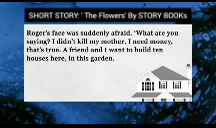 SHORT STORY: ' The Flowers' By STORY BOOKs
Roger's face was suddenly afraid. 'What are you
saying? I didn't kill my mother. I need money,
that's true. A friend and I want to build ten
houses here, in this garden.